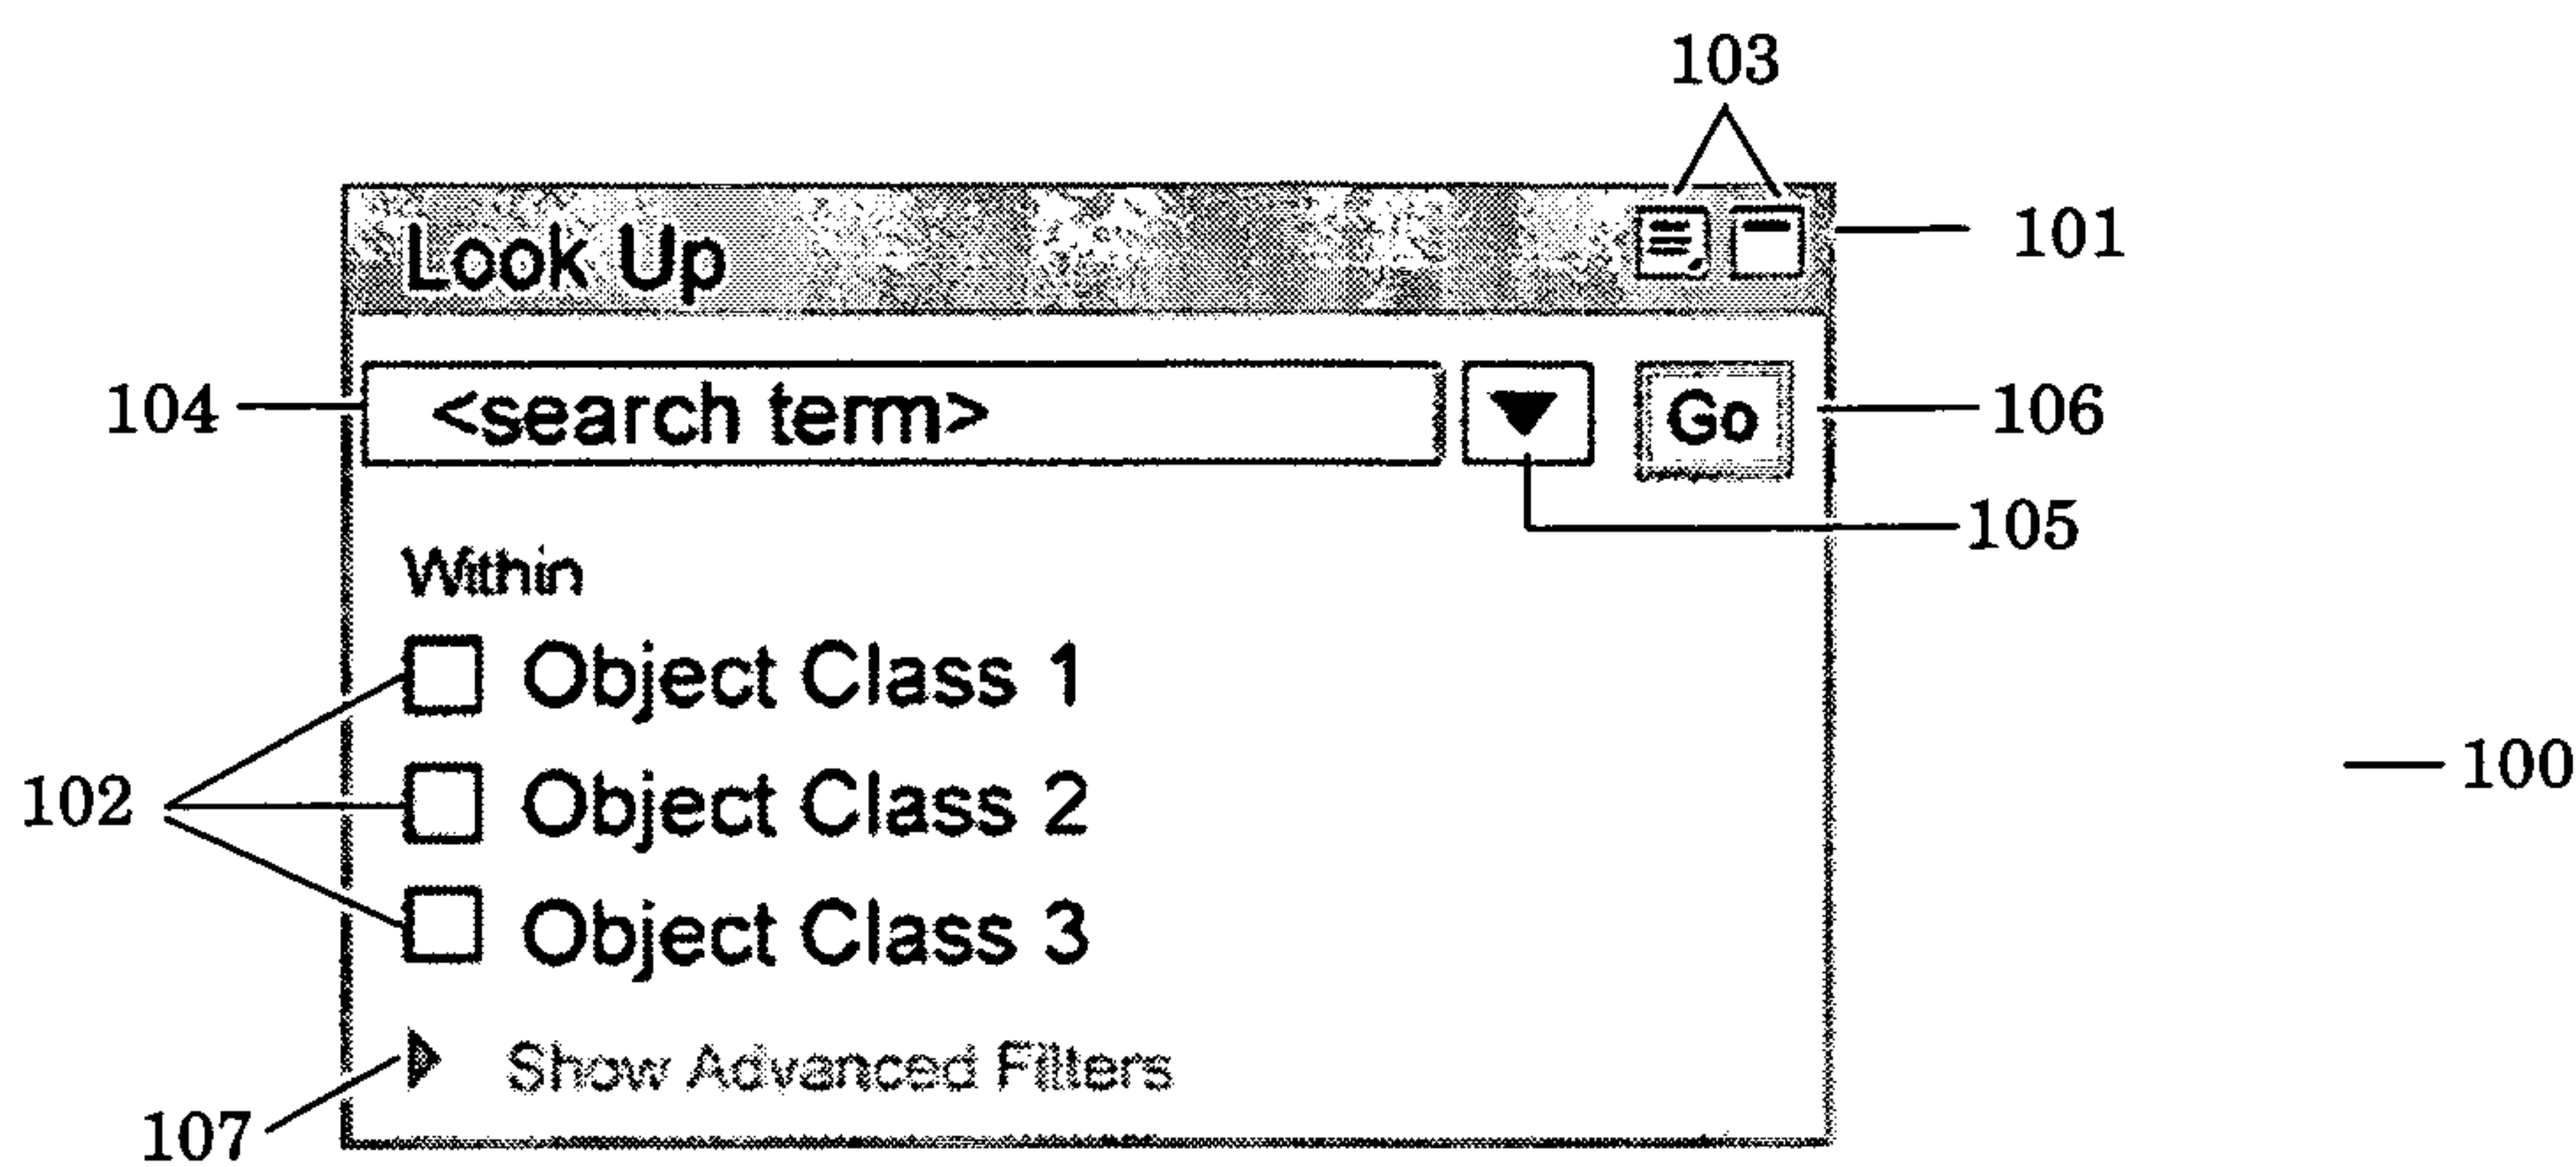 103
Look Up
101
104
<search term>
Go
106
105
Within
Object Class 1
102
Object Class 2
100
Object Class 3
Show Advanced Filters
107